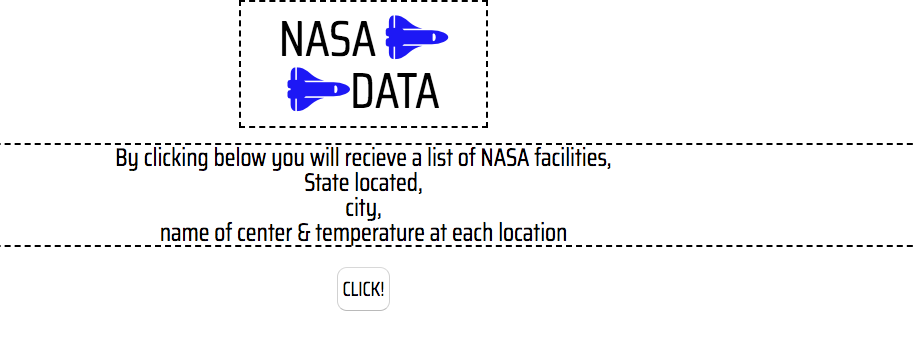 NASA
DATA
By clicking below you will recieve a list of NASA facilities,
State located,
city,
name of center & temperature at each location
CLICK!